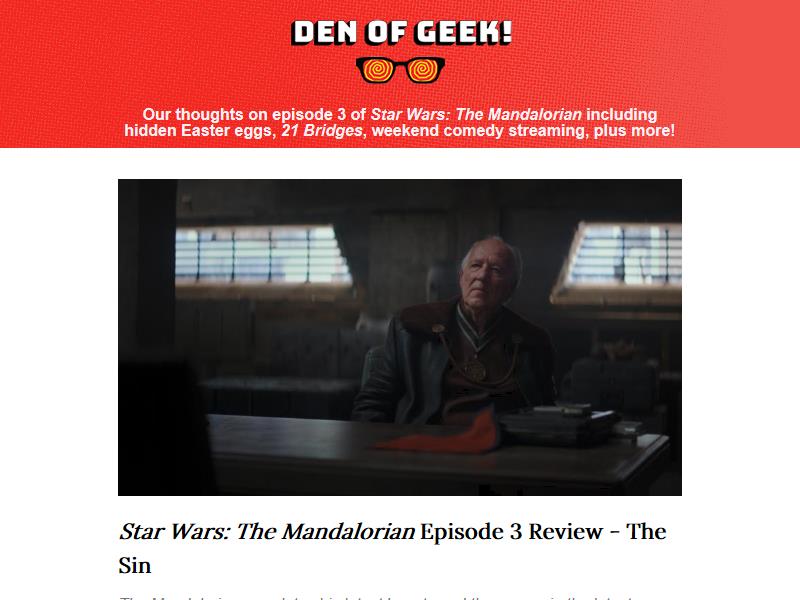 DEN OF GEEK!
Our thoughts on episode 3 of Star Wars: The Mandalorian including
hidden Easter eggs, 21 Bridges, weekend comedy streaming, plus more!
Star Wars: The Mandalorian Episode 3 Review - The
Sin